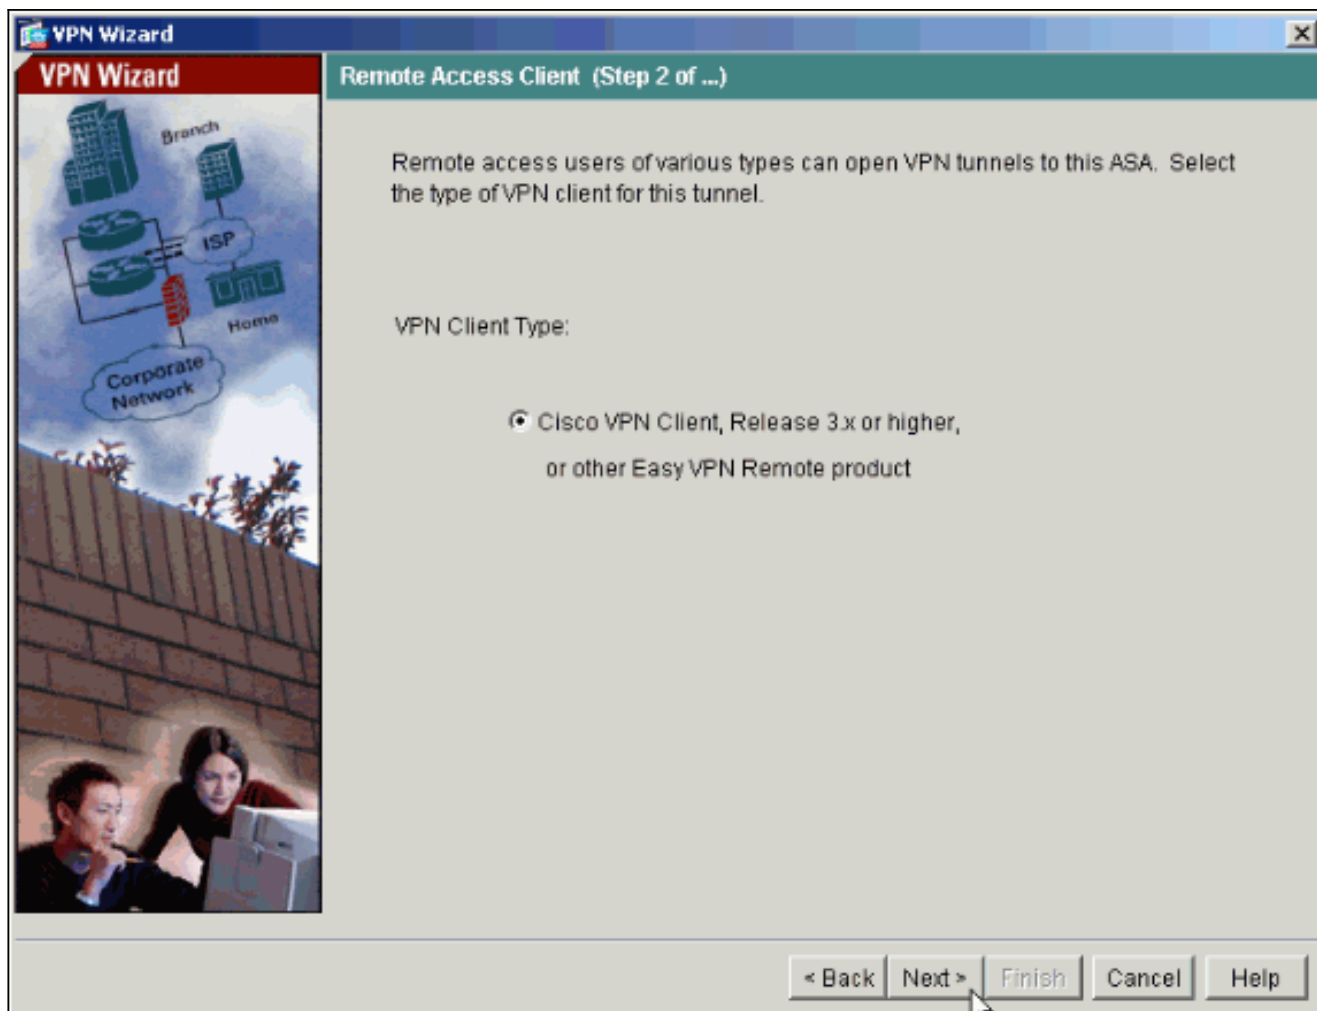 VPN Wizard
VPN Wizard
Remote Access Client (Step 2 of ...)
Branch
ISP
Home
Corporate
Network
Remote access users of various types can open VPN tunnels to this ASA. Select
the type of VPN client for this tunnel.
VPN Client Type:
Cisco VPN Client, Release 3.x or higher,
or other Easy VPN Remote product
< Back
Next >
Finish
Cancel
Help